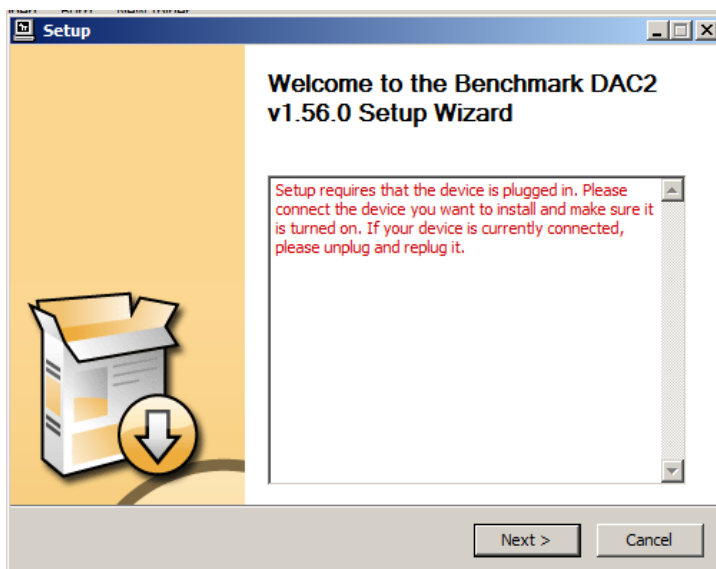 Setup
Welcome to the Benchmark DAC2
v1.56.0 Setup Wizard
Setup requires that the device is plugged in. Please
connect the device you want to install and make sure it
is turned on. If your device is currently connected,
please unplug and replug it.
Next >
Cancel